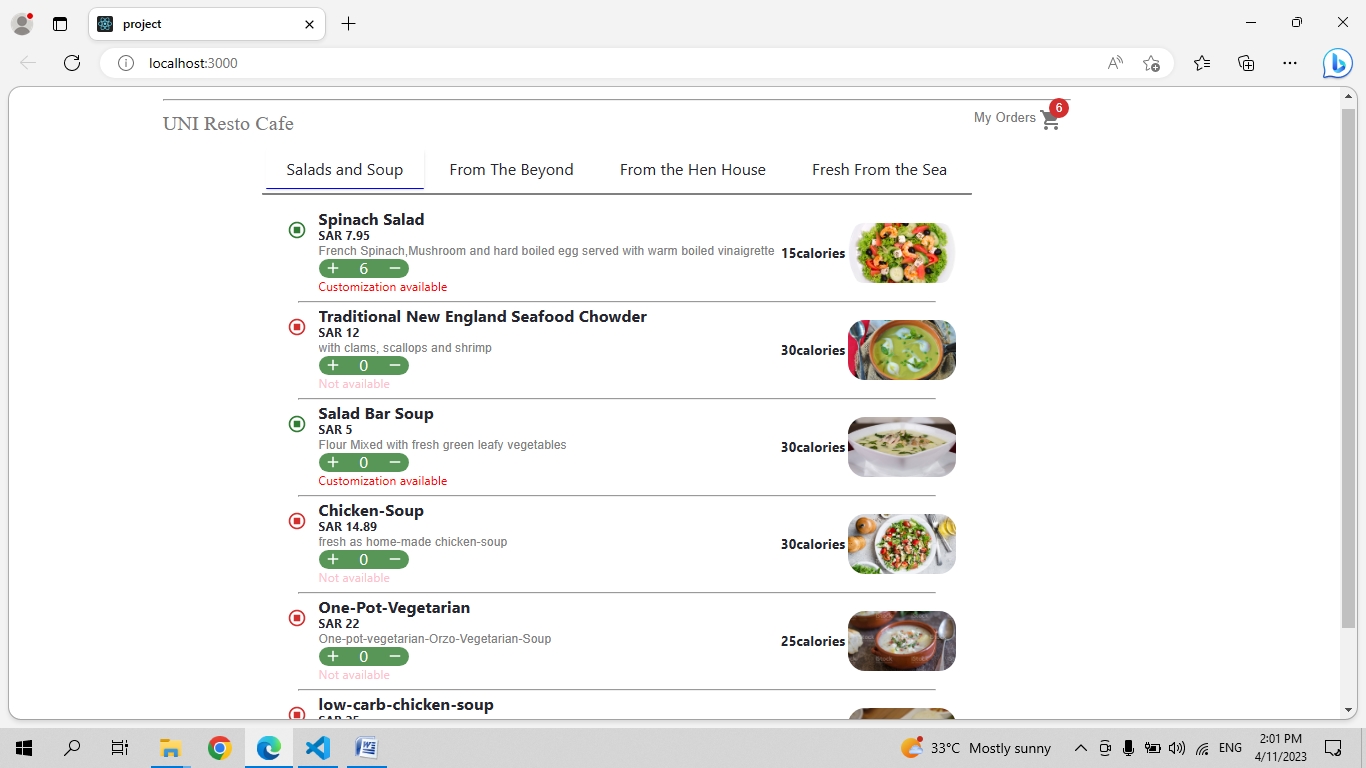 project
localhost:3000
UNI Resto Cafe
My Orders
6
Salads and Soup From The Beyond From the Hen House Fresh From the Sea
Spinach Salad
SAR 7.95
French Spinach,Mushroom and hard boiled egg served with warm boiled vinaigrette
15calories
+ 6 −
Customization available
Traditional New England Seafood Chowder
SAR 12
with clams, scallops and shrimp
30calories
+ 0 −
Not available
Salad Bar Soup
SAR 5
Flour Mixed with fresh green leafy vegetables
30calories
+ 0 −
Customization available
Chicken-Soup
SAR 14.89
fresh as home-made chicken-soup
30calories
+ 0 −
Not available
One-Pot-Vegetarian
SAR 22
One-pot-vegetarian-Orzo-Vegetarian-Soup
25calories
+ 0 −
Not available
low-carb-chicken-soup
33°C Mostly sunny
ENG
2:01 PM
4/11/2023